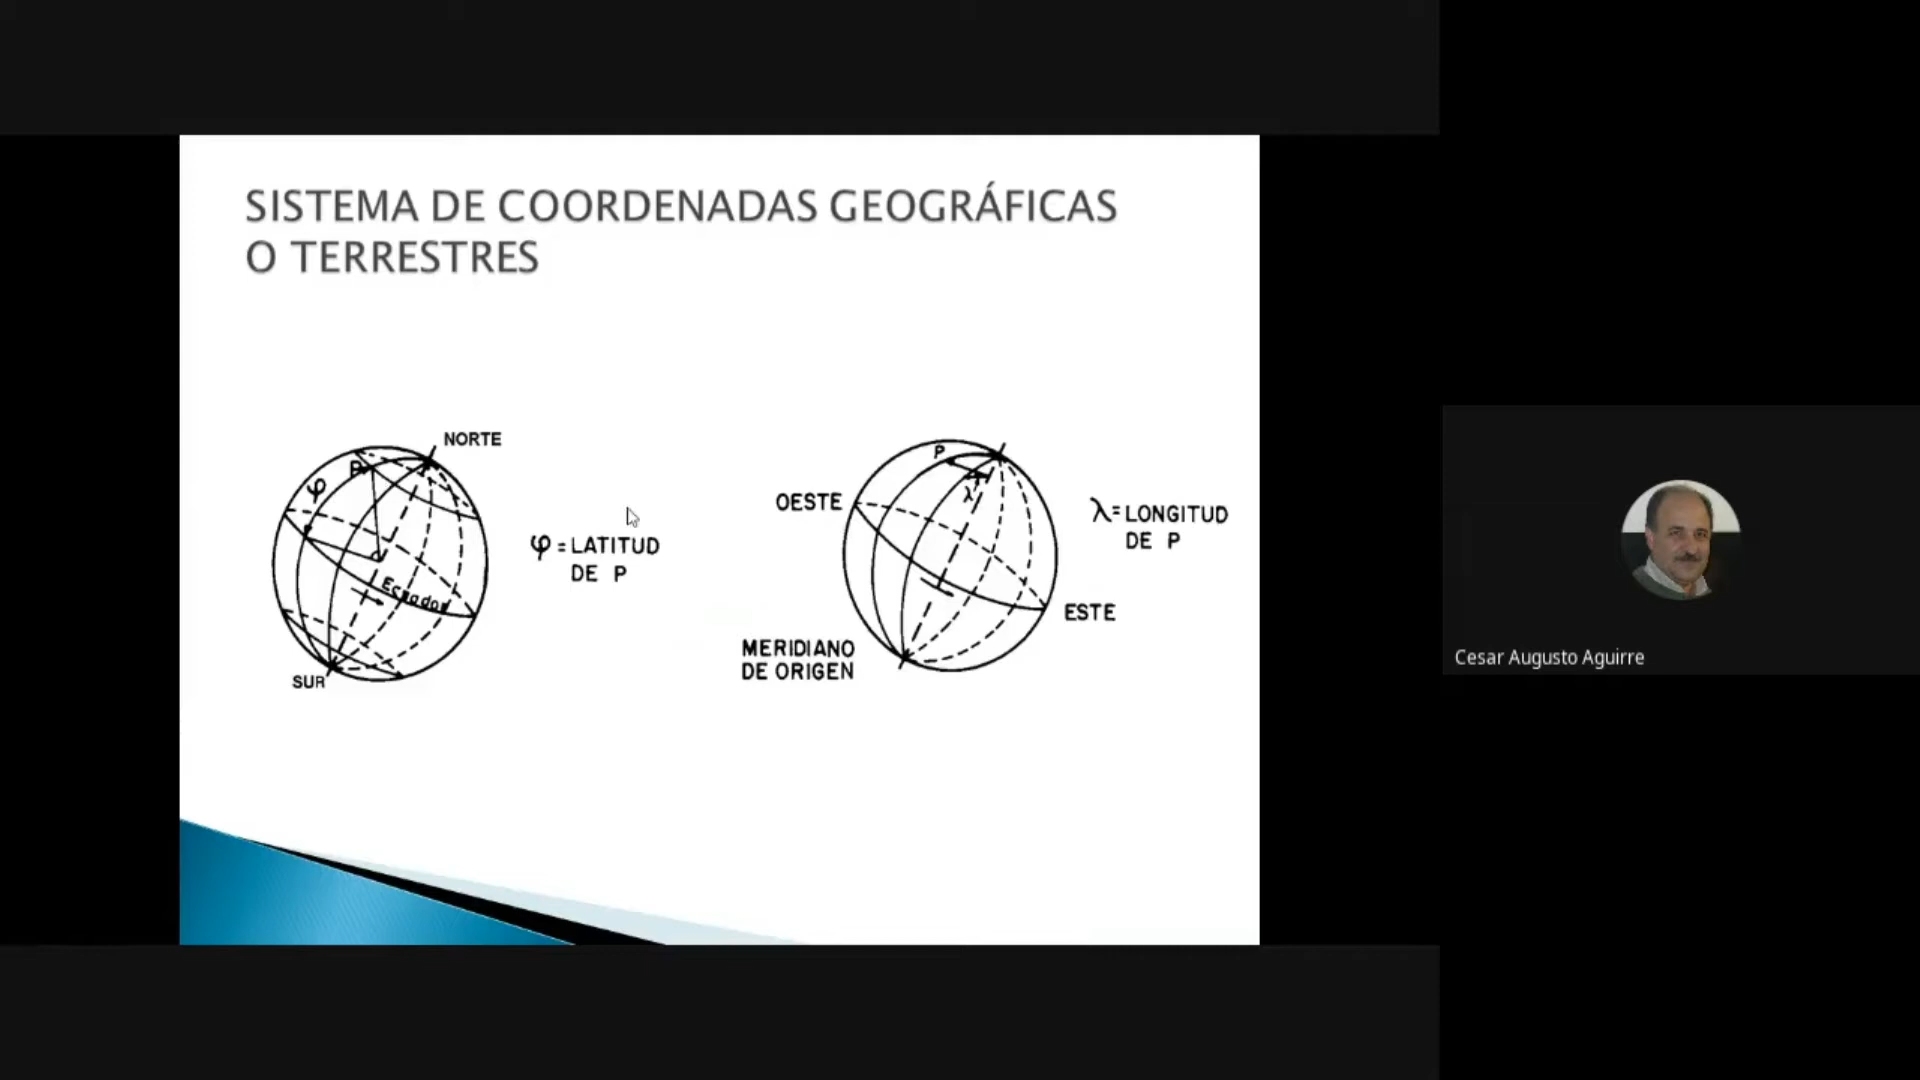 SISTEMA DE COORDENADAS GEOGRÁFICAS
O TERRESTRES
NORTE
P
φ
φ = LATITUD
DE P
Ecuador
SUR
P
λ
OESTE
λ = LONGITUD
DE P
ESTE
MERIDIANO
DE ORIGEN
Cesar Augusto Aguirre